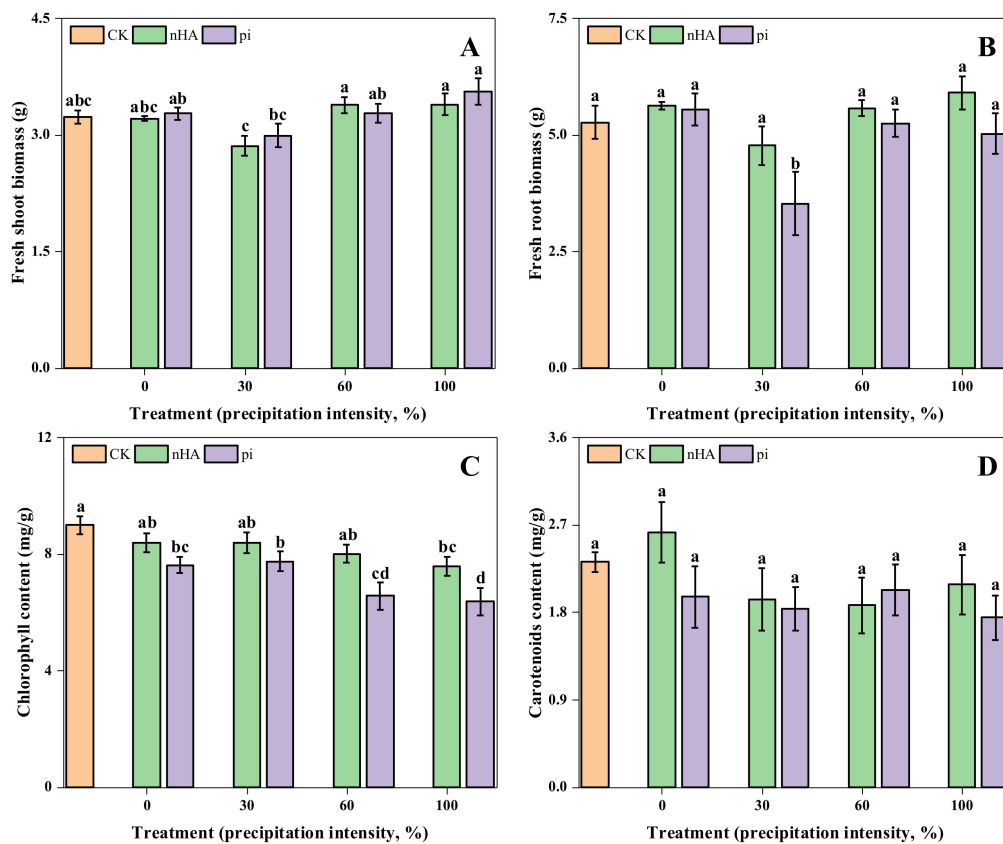 4.5
CK nHA pi
A
abc abc ab c bc a ab a a
3.0
1.5
0.0
Fresh shoot biomass (g)
0 30 60 100
Treatment (precipitation intensity, %)
7.5
CK nHA pi
B
a a a a b a a a a
5.0
2.5
0.0
Fresh root biomass (g)
0 30 60 100
Treatment (precipitation intensity, %)
12
CK nHA pi
C
a ab bc ab b ab cd bc d
8
4
0
Chlorophyll content (mg/g)
0 30 60 100
Treatment (precipitation intensity, %)
3.6
CK nHA pi
D
a a a a a a a a a
2.7
1.8
0.9
0.0
Carotenoids content (mg/g)
0 30 60 100
Treatment (precipitation intensity, %)